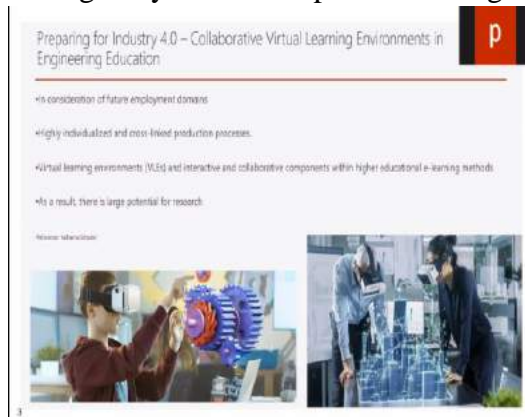 Preparing for Industry 4.0 – Collaborative Virtual Learning Environments in
Engineering Education
p
•In consideration of future employment domains
•Highly individualized and cross-linked production processes.
•Virtual learning environments (VLEs) and interactive and collaborative components within higher educational e-learning methods
•As a result, there is large potential for research
3